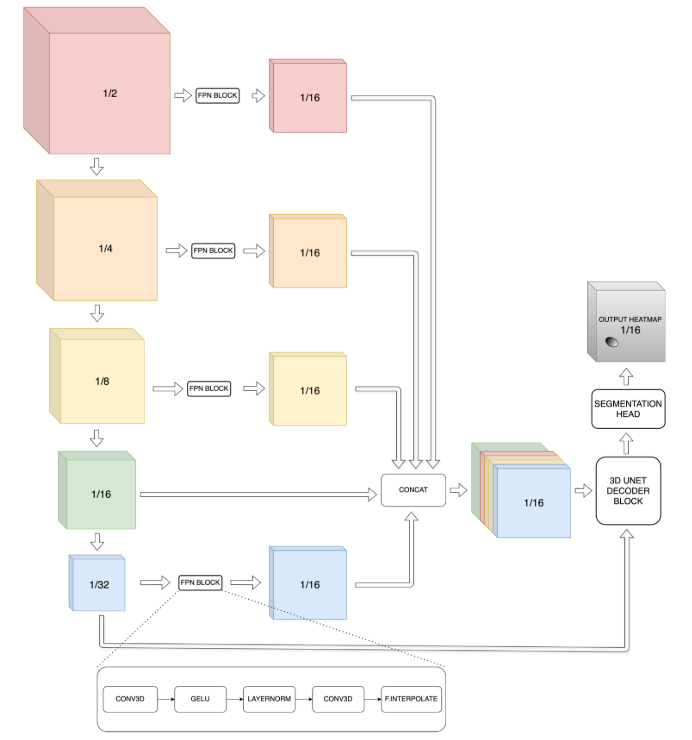 1/2
FPN BLOCK
1/16
1/4
FPN BLOCK
1/16
OUTPUT HEATMAP
1/16
1/8
FPN BLOCK
1/16
SEGMENTATION
HEAD
1/16
CONCAT
1/16
3D UNET
DECODER
BLOCK
1/32
FPN BLOCK
1/16
CONV3D
GELU
LAYERNORM
CONV3D
F.INTERPOLATE